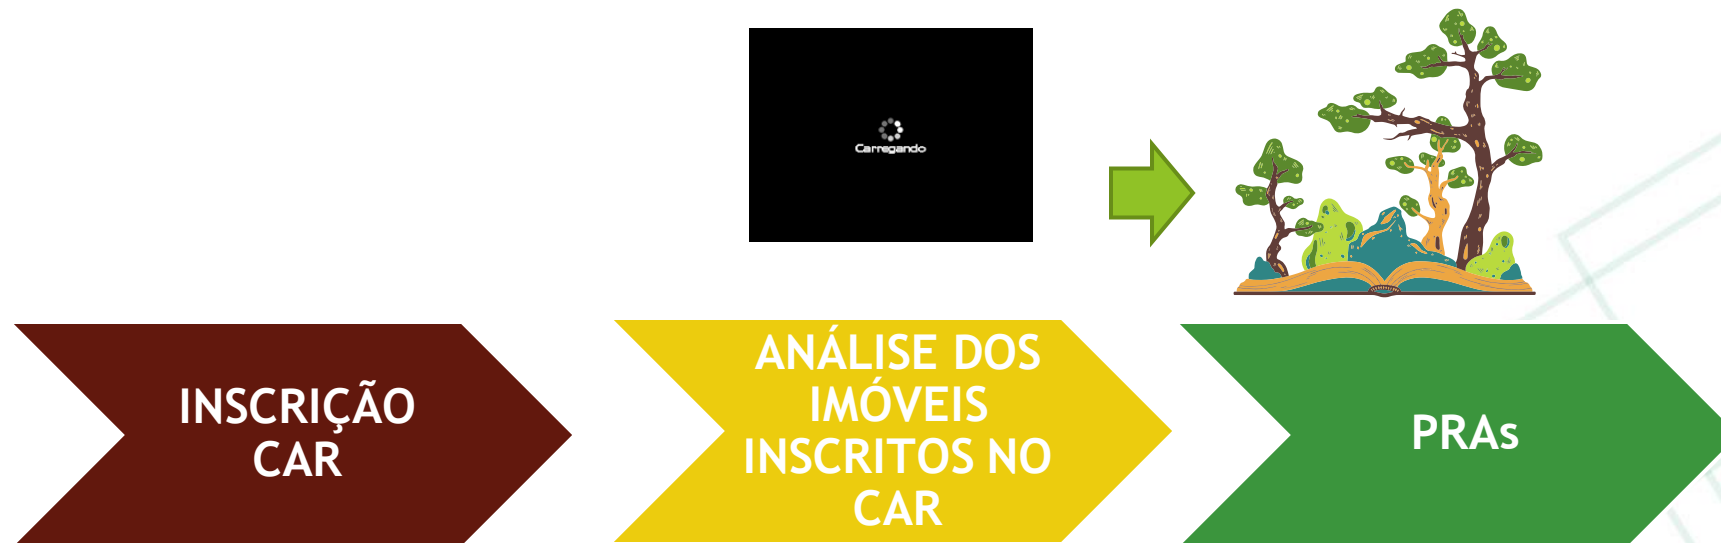 Carregando
INSCRIÇÃO
CAR
ANÁLISE DOS
IMÓVEIS
INSCRITOS NO
CAR
PRAs